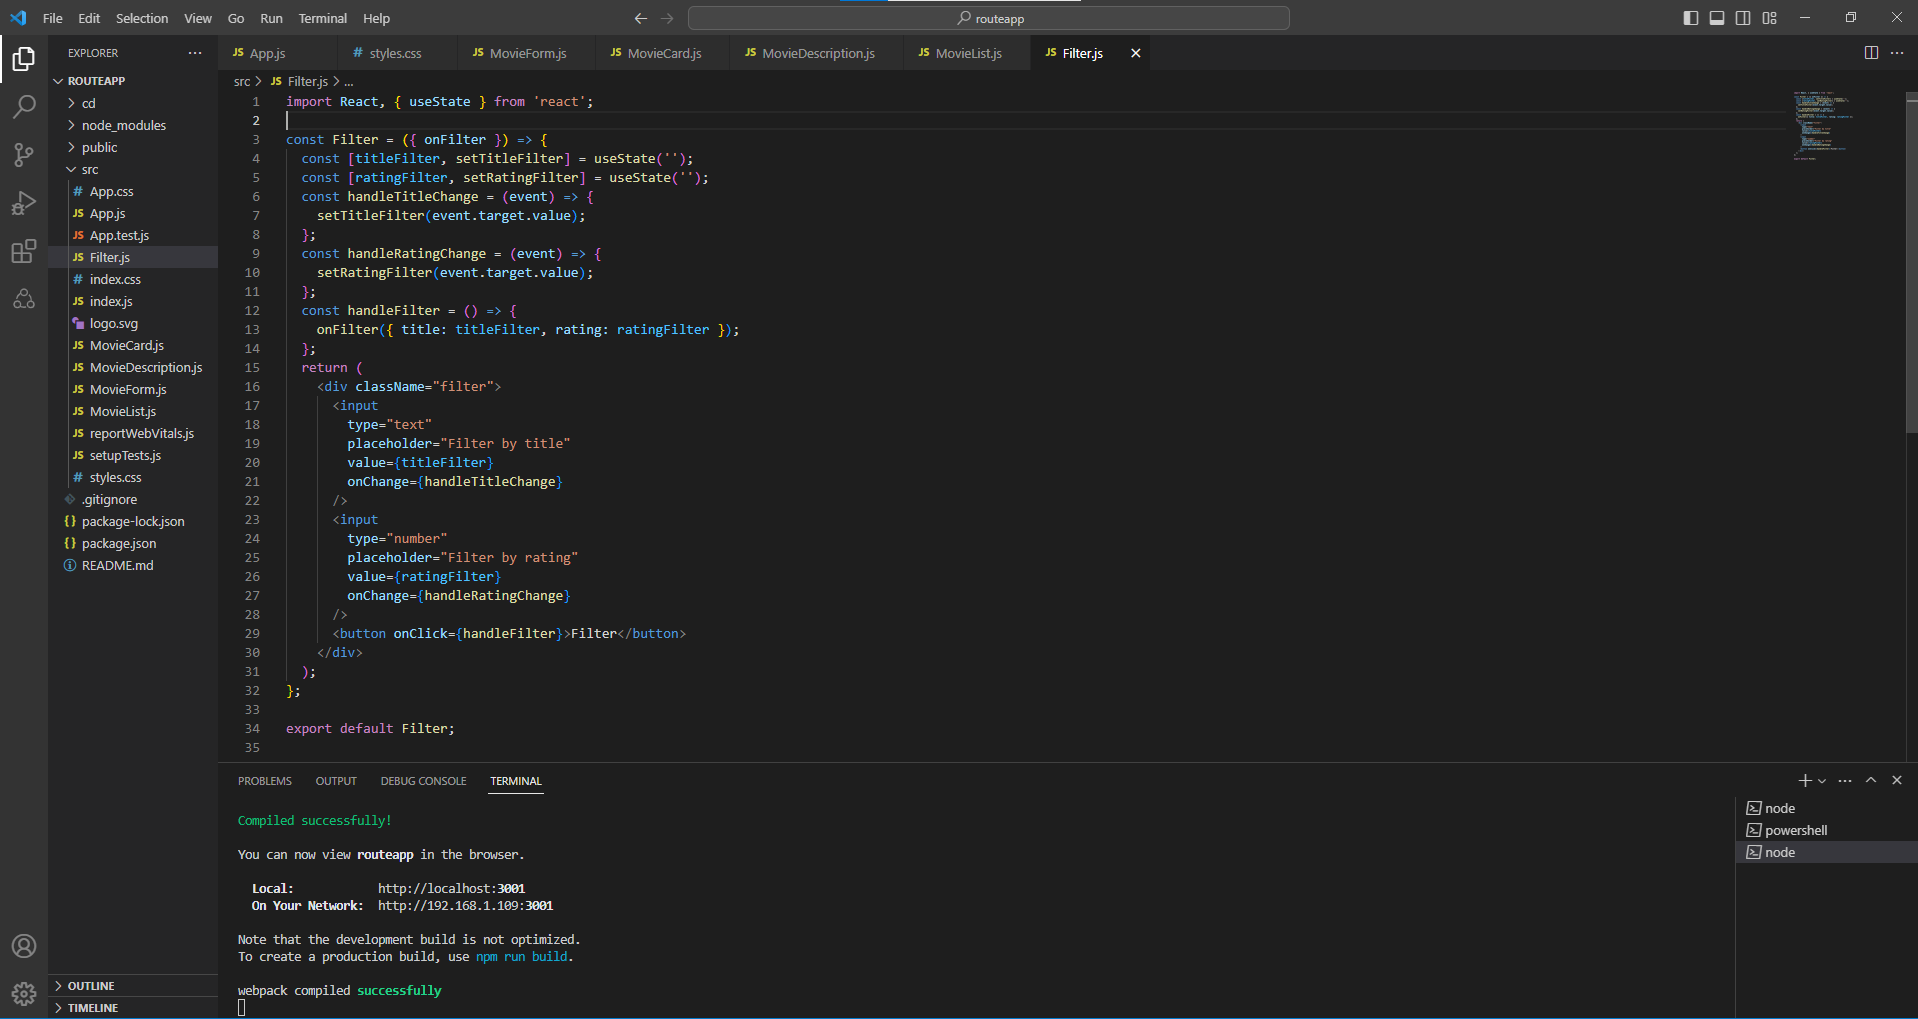 File Edit Selection View Go Run Terminal Help
routeapp
EXPLORER
ROUTEAPP
cd
node_modules
public
src
# App.css
JS App.js
JS App.test.js
JS Filter.js
# index.css
JS index.js
logo.svg
JS MovieCard.js
JS MovieDescription.js
JS MovieForm.js
JS MovieList.js
JS reportWebVitals.js
JS setupTests.js
# styles.css
.gitignore
{} package-lock.json
{} package.json
README.md
OUTLINE
TIMELINE
JS App.js # styles.css JS MovieForm.js JS MovieCard.js JS MovieDescription.js JS MovieList.js JS Filter.js
src > JS Filter.js > ...
1 import React, { useState } from 'react';
2
3 const Filter = ({ onFilter }) => {
4 const [titleFilter, setTitleFilter] = useState('');
5 const [ratingFilter, setRatingFilter] = useState('');
6 const handleTitleChange = (event) => {
7 setTitleFilter(event.target.value);
8 };
9 const handleRatingChange = (event) => {
10 setRatingFilter(event.target.value);
11 };
12 const handleFilter = () => {
13 onFilter({ title: titleFilter, rating: ratingFilter });
14 };
15 return (
16 <div className="filter">
17 <input
18 type="text"
19 placeholder="Filter by title"
20 value={titleFilter}
21 onChange={handleTitleChange}
22 />
23 <input
24 type="number"
25 placeholder="Filter by rating"
26 value={ratingFilter}
27 onChange={handleRatingChange}
28 />
29 <button onClick={handleFilter}>Filter</button>
30 </div>
31 );
32 };
33
34 export default Filter;
35
PROBLEMS OUTPUT DEBUG CONSOLE TERMINAL
Compiled successfully!
You can now view routeapp in the browser.
Local: http://localhost:3001
On Your Network: http://192.168.1.109:3001
Note that the development build is not optimized.
To create a production build, use npm run build.
webpack compiled successfully
node
powershell
node